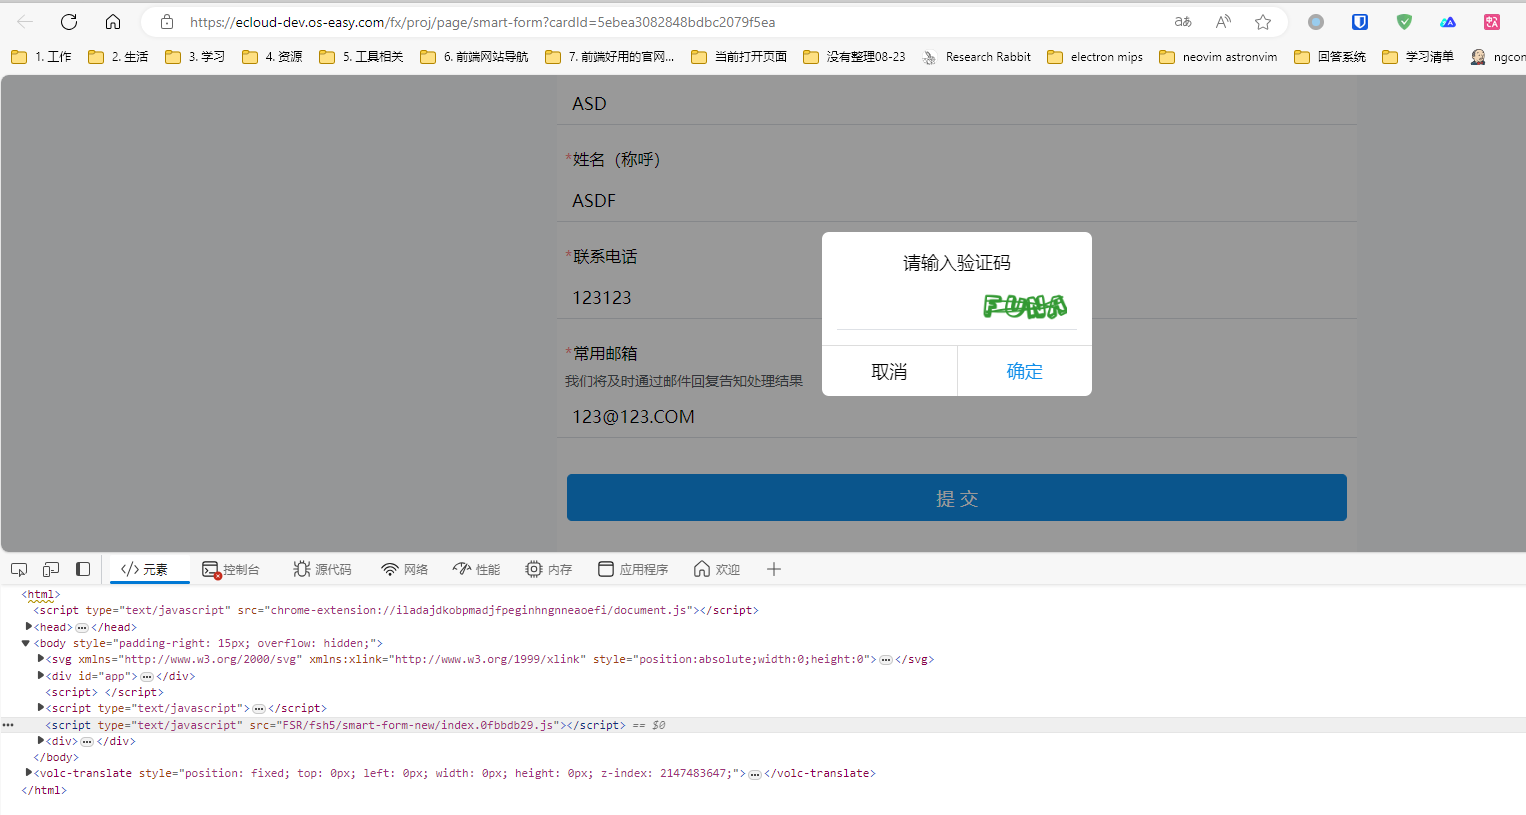 https://ecloud-dev.os-easy.com/fx/proj/page/smart-form?cardId=5ebea3082848bdbc2079f5ea
1. 工作 2. 生活 3. 学习 4. 资源 5. 工具相关 6. 前端网站导航 7. 前端好用的官网... 当前打开页面 没有整理08-23 Research Rabbit electron mips neovim astronvim 回答系统 学习清单 ngcon
ASD
*姓名（称呼）
ASDF
*联系电话
123123
*常用邮箱
我们将及时通过邮件回复告知处理结果
123@123.COM
提 交
请输入验证码
取消 确定
元素 控制台 源代码 网络 性能 内存 应用程序 欢迎
<html>
<script type="text/javascript" src="chrome-extension://iladajdkobpmadjfpeginhngnneaoefi/document.js"></script>
<head>…</head>
<body style="padding-right: 15px; overflow: hidden;">
<svg xmlns="http://www.w3.org/2000/svg" xmlns:xlink="http://www.w3.org/1999/xlink" style="position:absolute;width:0;height:0">…</svg>
<div id="app">…</div>
<script> </script>
<script type="text/javascript">…</script>
<script type="text/javascript" src="FSR/fsh5/smart-form-new/index.0fbbdb29.js"></script> == $0
<div>…</div>
</body>
<volc-translate style="position: fixed; top: 0px; left: 0px; width: 0px; height: 0px; z-index: 2147483647;">…</volc-translate>
</html>